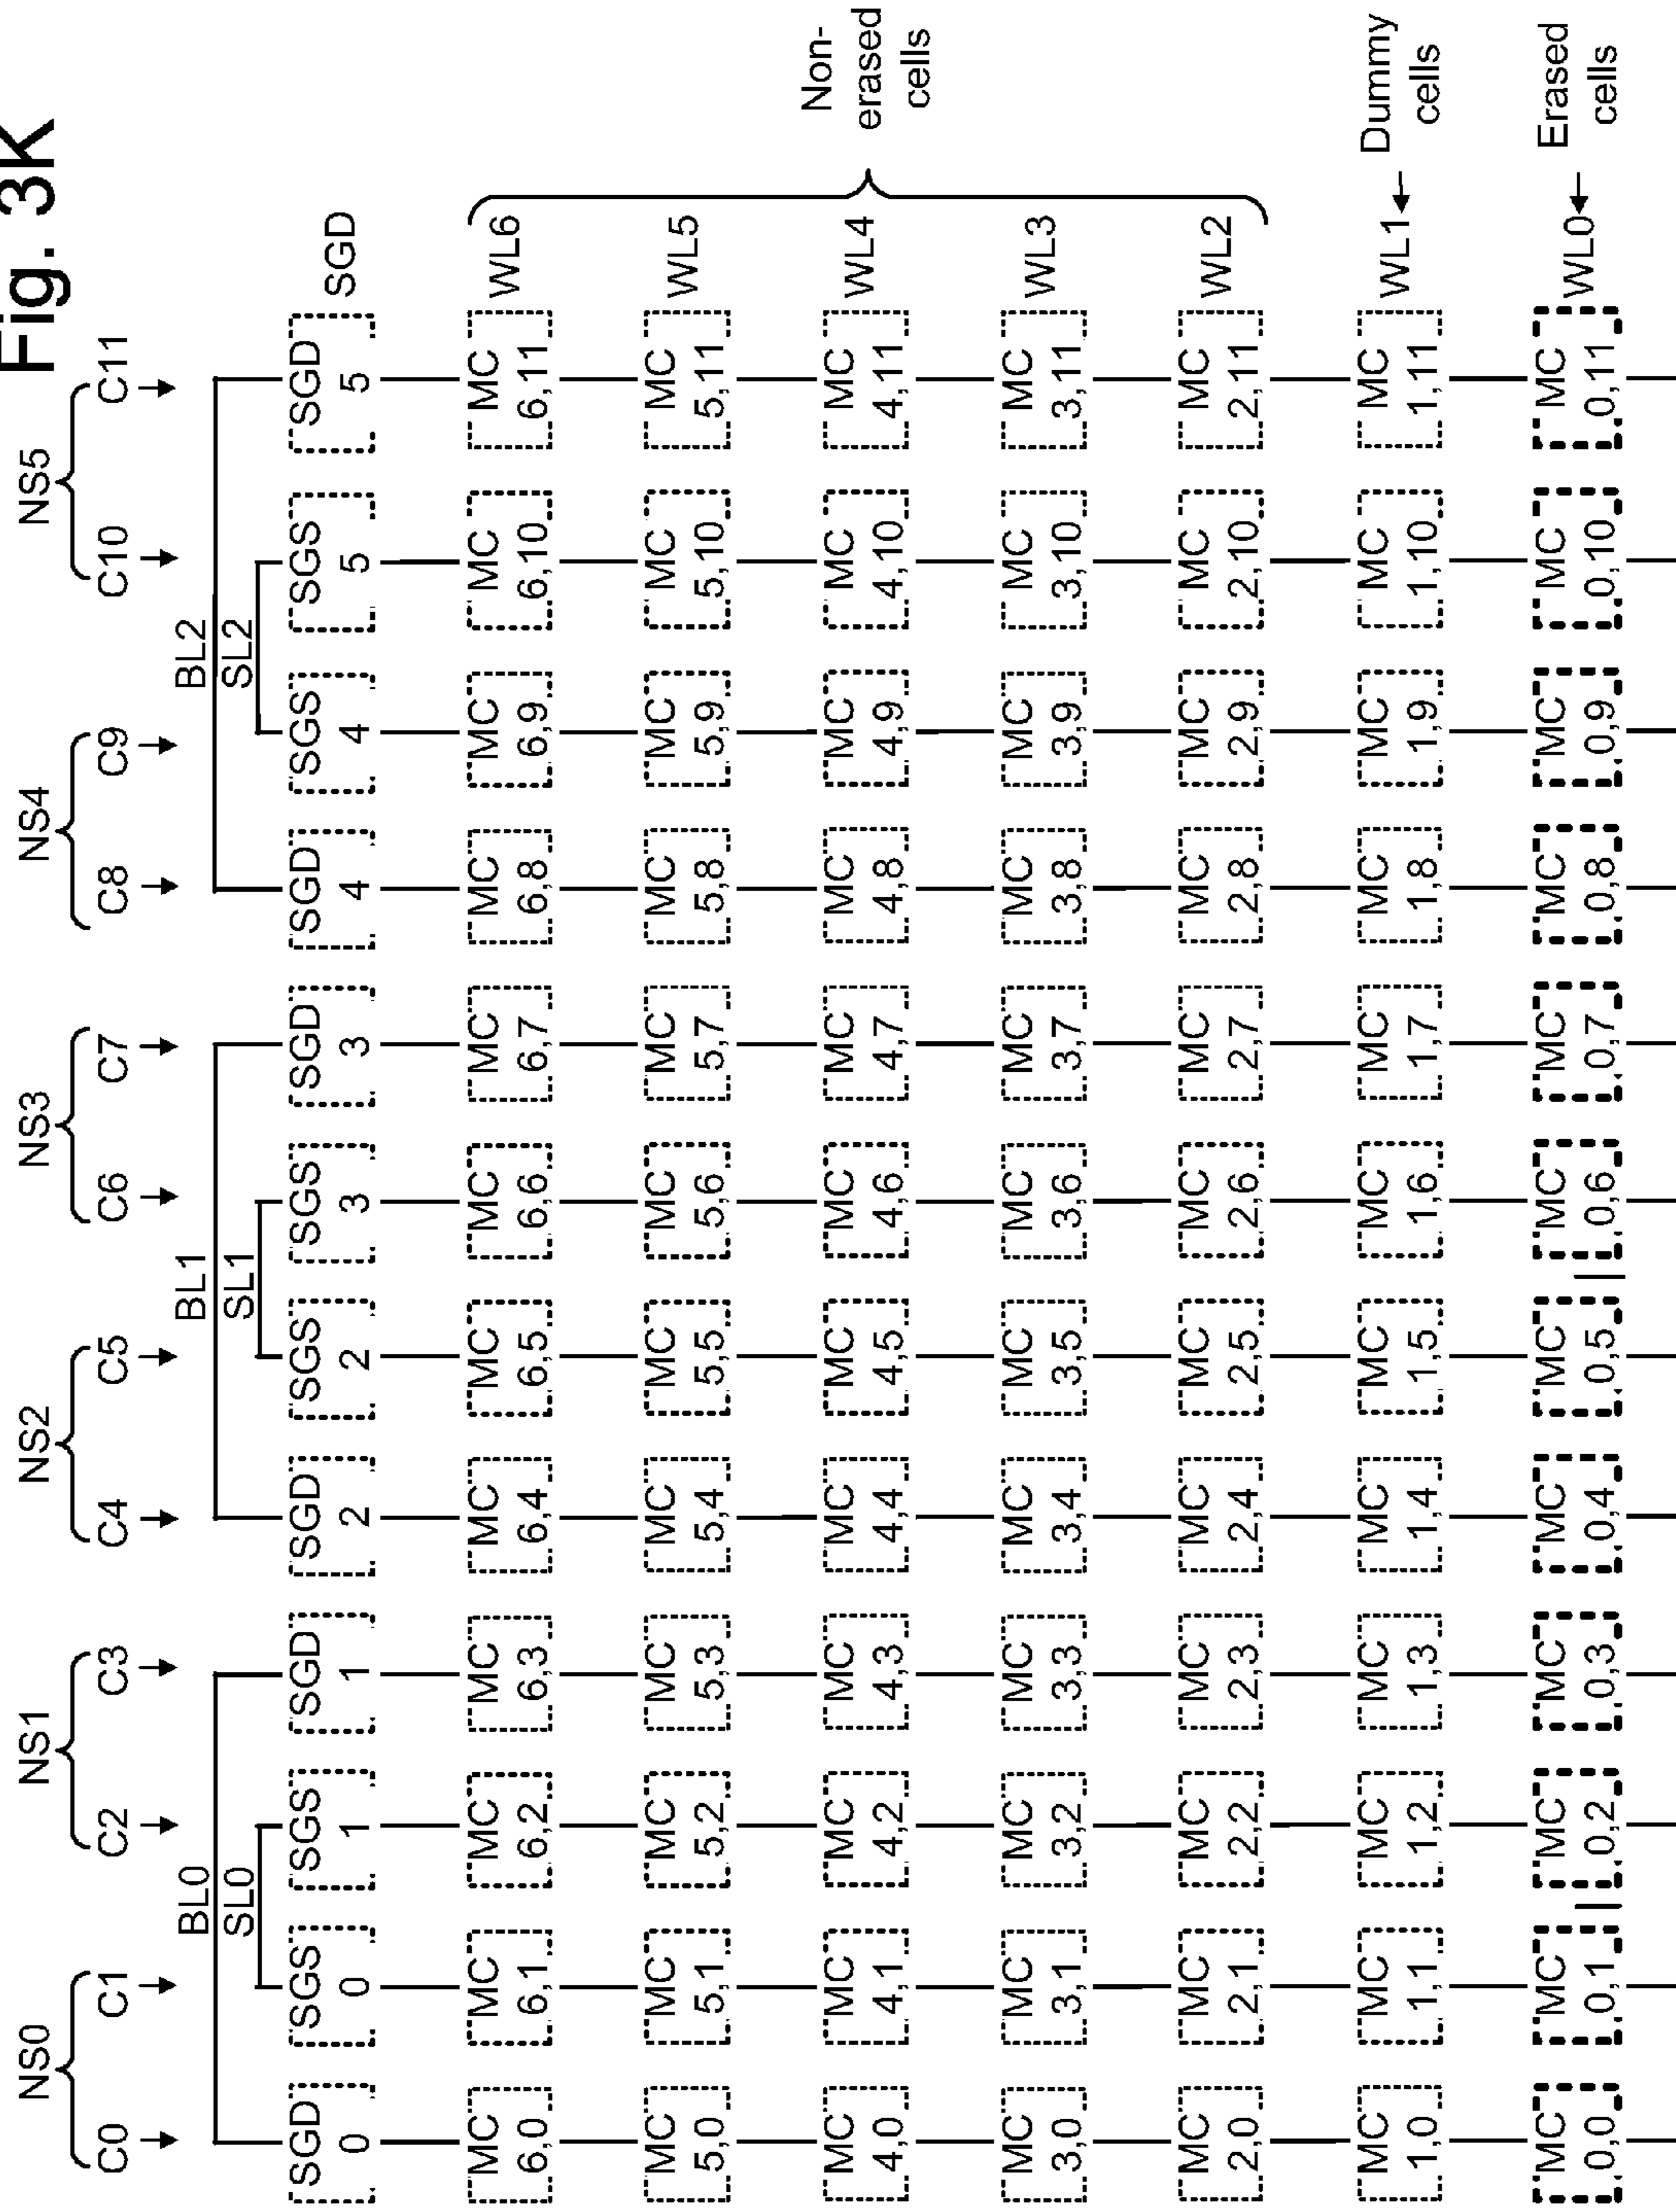 Fig. 3K
NS0 NS1 NS2 NS3 NS4 NS5
C0 C1 C2 C3 C4 C5 C6 C7 C8 C9 C10 C11
BL0 BL1 BL2
SL0 SL1 SL2
SGD SGS SGS SGD SGD SGS SGS SGD SGD SGS SGS SGD SGD
0 0 1 1 2 2 3 3 4 4 5 5
MC MC MC MC MC MC MC MC MC MC MC MC WL6
6,0 6,1 6,2 6,3 6,4 6,5 6,6 6,7 6,8 6,9 6,10 6,11
MC MC MC MC MC MC MC MC MC MC MC MC WL5
5,0 5,1 5,2 5,3 5,4 5,5 5,6 5,7 5,8 5,9 5,10 5,11
MC MC MC MC MC MC MC MC MC MC MC MC WL4
4,0 4,1 4,2 4,3 4,4 4,5 4,6 4,7 4,8 4,9 4,10 4,11
Non-
erased
cells
MC MC MC MC MC MC MC MC MC MC MC MC WL3
3,0 3,1 3,2 3,3 3,4 3,5 3,6 3,7 3,8 3,9 3,10 3,11
MC MC MC MC MC MC MC MC MC MC MC MC WL2
2,0 2,1 2,2 2,3 2,4 2,5 2,6 2,7 2,8 2,9 2,10 2,11
MC MC MC MC MC MC MC MC MC MC MC MC WL1
1,0 1,1 1,2 1,3 1,4 1,5 1,6 1,7 1,8 1,9 1,10 1,11
Dummy
cells
MC MC MC MC MC MC MC MC MC MC MC MC WL0
0,0 0,1 0,2 0,3 0,4 0,5 0,6 0,7 0,8 0,9 0,10 0,11
Erased
cells